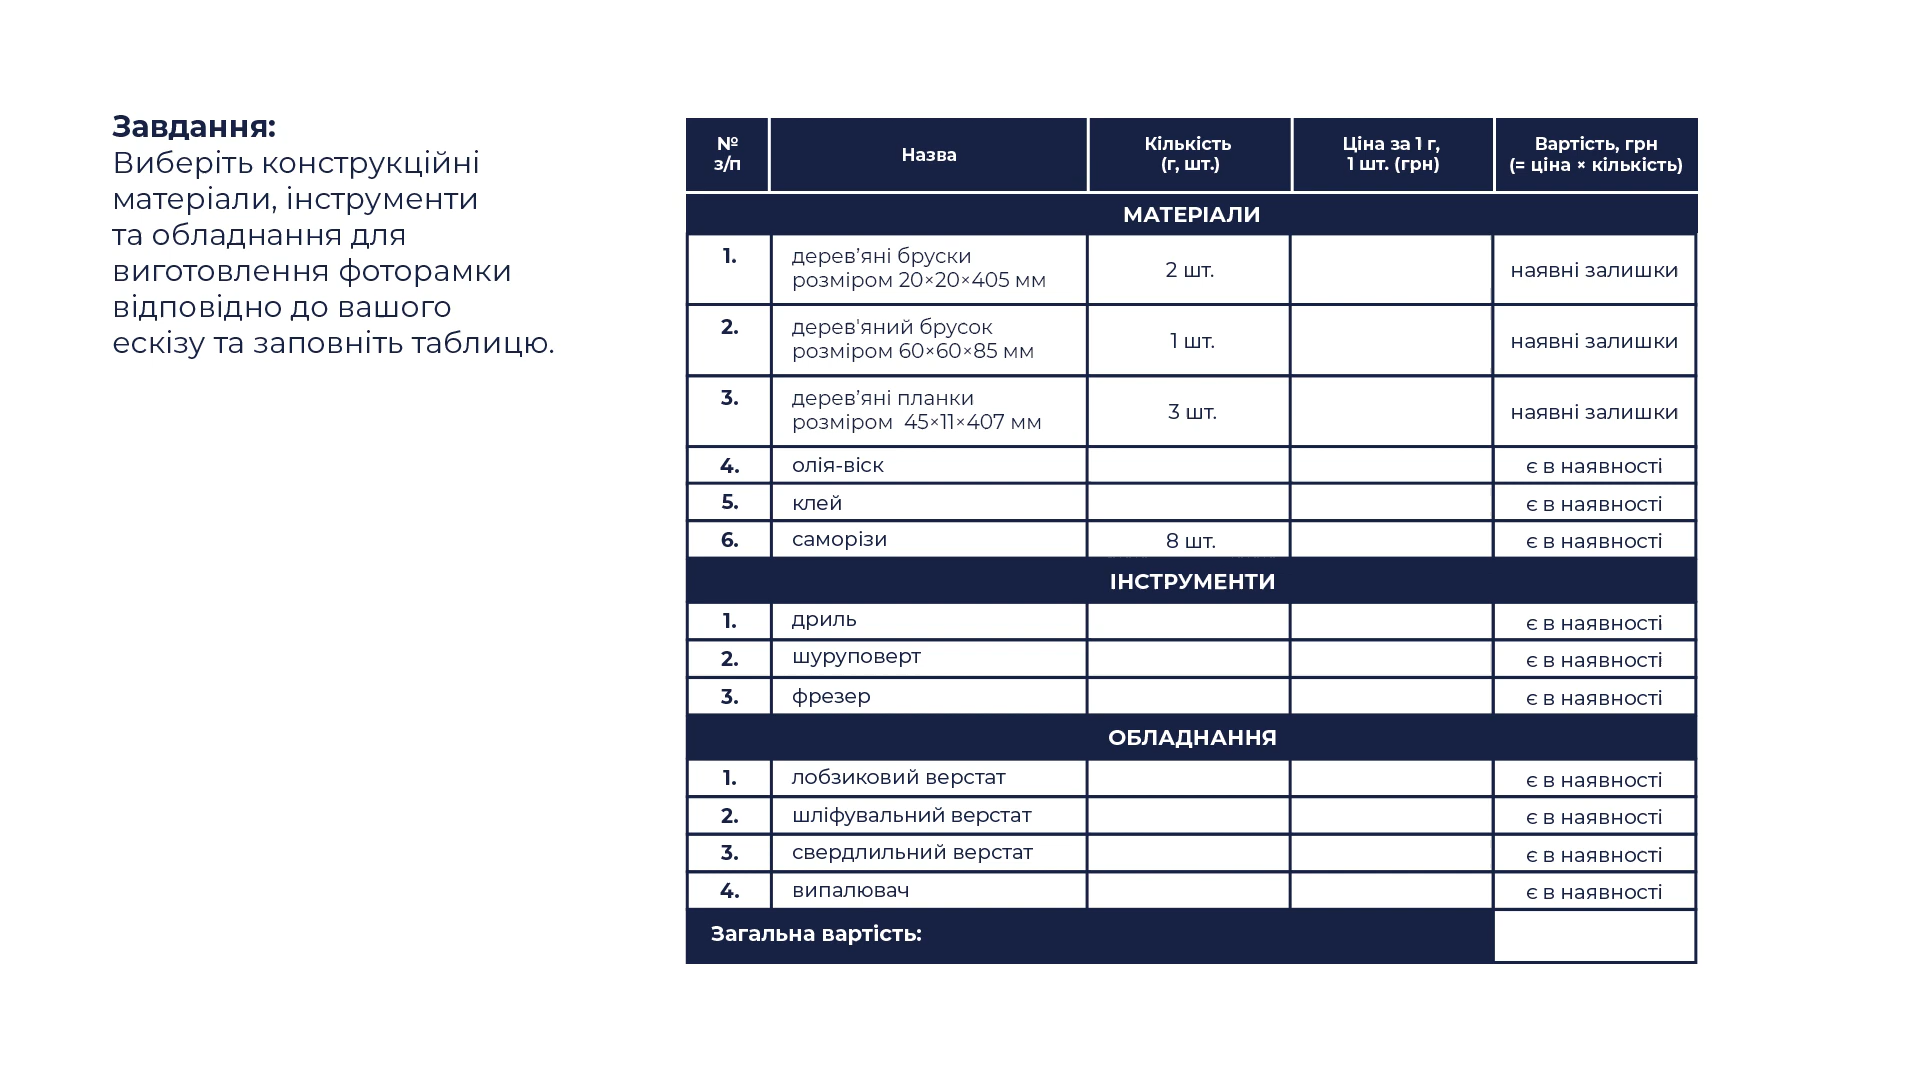 Завдання:
Виберіть конструкційні
матеріали, інструменти
та обладнання для
виготовлення фоторамки
відповідно до вашого
ескізу та заповніть таблицю.
№
з/п
Назва
Кількість
(г, шт.)
Ціна за 1 г,
1 шт. (грн)
Вартість, грн
(= ціна × кількість)
МАТЕРІАЛИ
1.
дерев’яні бруски
розміром 20×20×405 мм
2 шт.
наявні залишки
2.
дерев'яний брусок
розміром 60×60×85 мм
1 шт.
наявні залишки
3.
дерев’яні планки
розміром 45×11×407 мм
3 шт.
наявні залишки
4.
олія-віск
є в наявності
5.
клей
є в наявності
6.
саморізи
8 шт.
є в наявності
ІНСТРУМЕНТИ
1.
дриль
є в наявності
2.
шуруповерт
є в наявності
3.
фрезер
є в наявності
ОБЛАДНАННЯ
1.
лобзиковий верстат
є в наявності
2.
шліфувальний верстат
є в наявності
3.
свердлильний верстат
є в наявності
4.
випалювач
є в наявності
Загальна вартість: